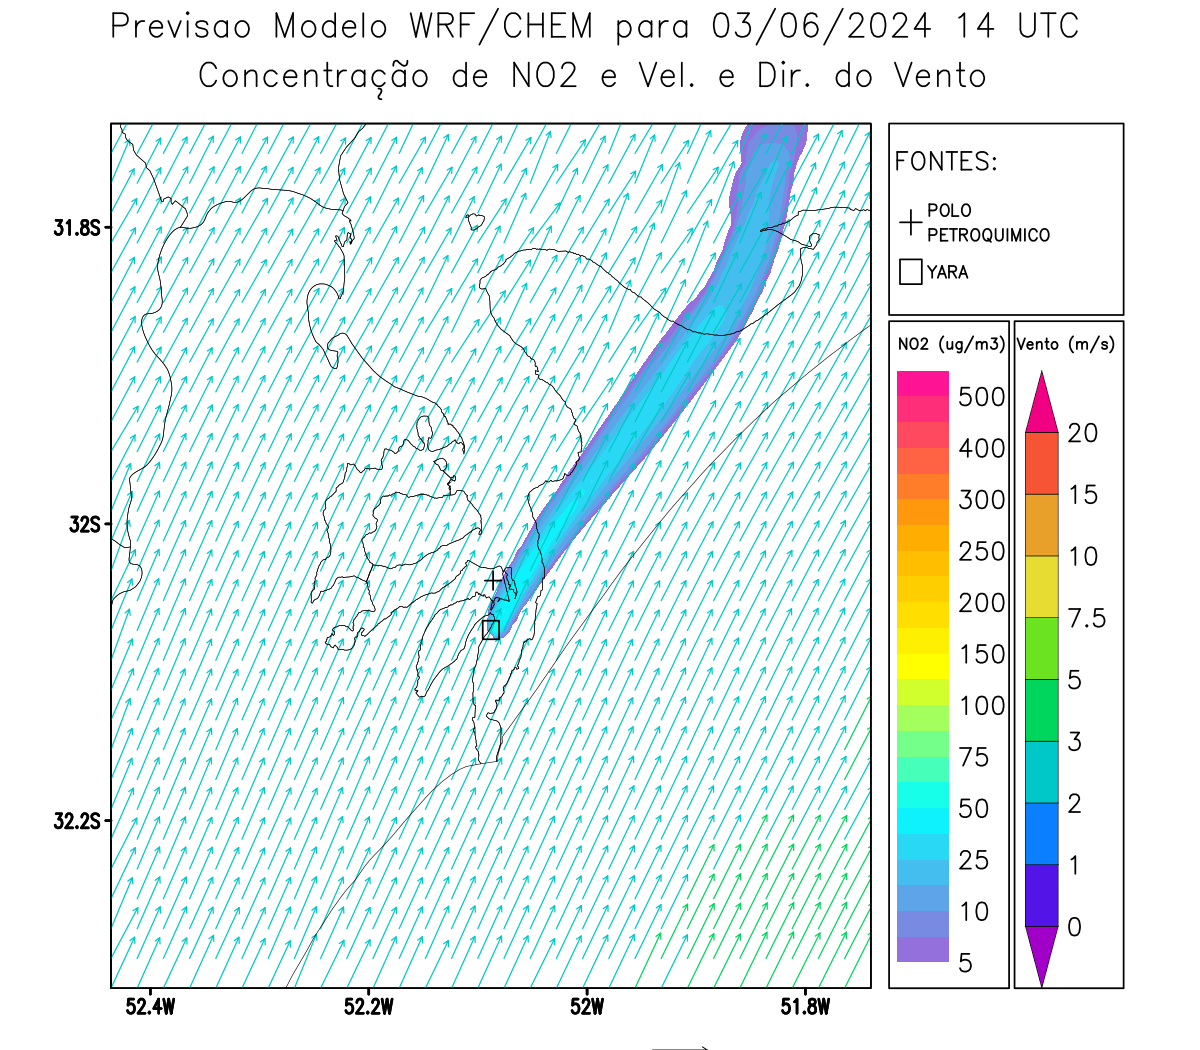 Previsao Modelo WRF/CHEM para 03/06/2024 14 UTC
Concentração de NO2 e Vel. e Dir. do Vento
FONTES:
POLO
PETROQUIMICO
YARA
31.8S
32S
32.2S
52.4W
52.2W
52W
51.8W
NO2 (ug/m3)
500
400
300
250
200
150
100
75
50
25
10
5
Vento (m/s)
20
15
10
7.5
5
3
2
1
0